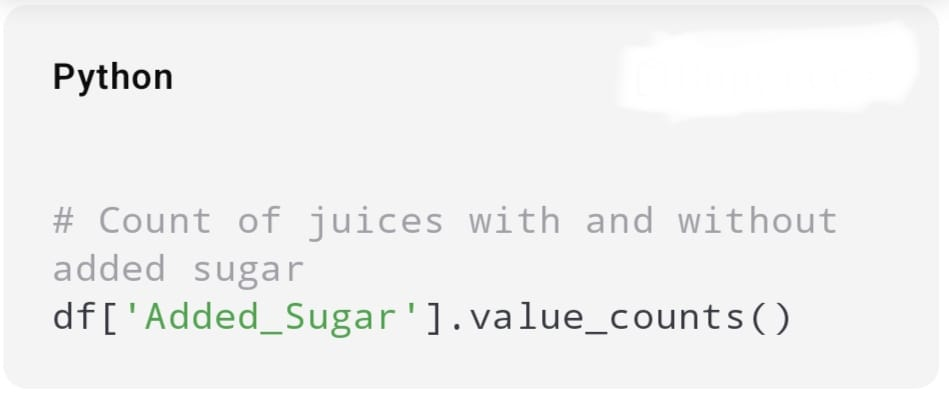 Python
# Count of juices with and without
added sugar
df['Added_Sugar'].value_counts()